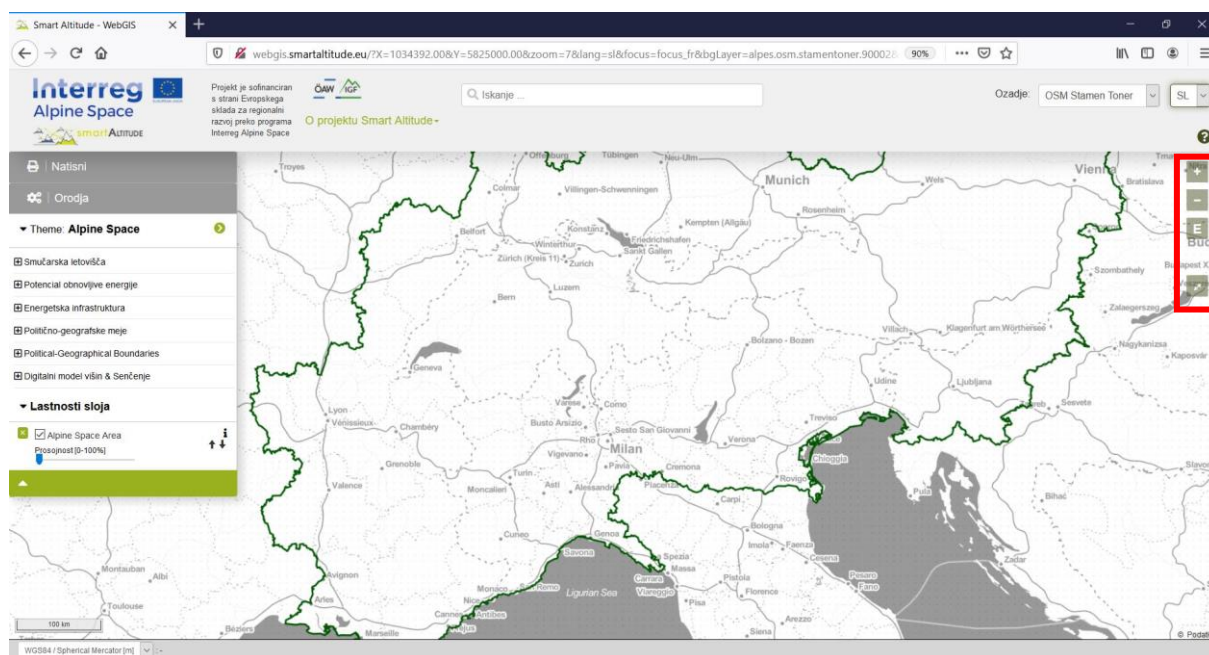 Smart Altitude - WebGIS
webgis.smartaltitude.eu/?X=1034392.00&Y=5825000.00&zoom=7&lang=sl&focus=focus_fr&bgLayer=alpes.osm.stamentoner.90002
90%
Interreg
Alpine Space
smartALTITUDE
Projekt je sofinanciran
s strani Evropskega
sklada za regionalni
razvoj preko programa
Interreg Alpine Space
ÖAW IGF
O projektu Smart Altitude
Iskanje ...
Ozadje: OSM Stamen Toner
SL
?
Natisni
Orodja
Theme: Alpine Space
Smučarska letovišča
Potencial obnovljive energije
Energetska infrastruktura
Politično-geografske meje
Political-Geographical Boundaries
Digitalni model višin & Senčenje
Lastnosti sloja
Alpine Space Area
i
Prosojnost [0-100%]
+
−
E
Troyes
Offenburg
Tübingen
Neu-Ulm
Munich
Wels
Vienna
Bratislava
Nitra
Colmar
Villingen-Schwenningen
Rosenheim
Belfort
Konstanz
Kempten (Allgäu)
Friedrichshafen
Winterthur
Sankt Gallen
Zürich (Kreis 11)
Zurich
Szombathely
Luzern
Bern
Zalaegerszeg
Villach
Klagenfurt am Wörthersee
Bolzano - Bozen
Nagykanizsa
Kaposvár
Geneva
Udine
Ljubljana
Lyon
Varese
Como
Zagreb
Sesvete
Vénissieux
Chambéry
Busto Arsizio
Sesto San Giovanni
Treviso
Rho
Milan
Verona
Vigevano
Chioggia
Grenoble
Pavia
Cremona
Turin
Rovigo
Valence
Moncalieri
Asti
Alessandria
Piacenza
Pula
Bihać
Carpi
Bologna
Cuneo
Genoa
Imola
Faenza
Savona
Spezia
Cesena
Zadar
Massa
Montauban
Albi
Avignon
Carrara
Pistoia
Pesaro
Monaco
San Remo
Ligurian Sea
Viareggio
Florence
Fano
Toulouse
Arles
Nice
Pisa
Cannes
Antibes
Arezzo
100 km
Béziers
Marseille
Siena
© Podat
WGS84 / Spherical Mercator [m]